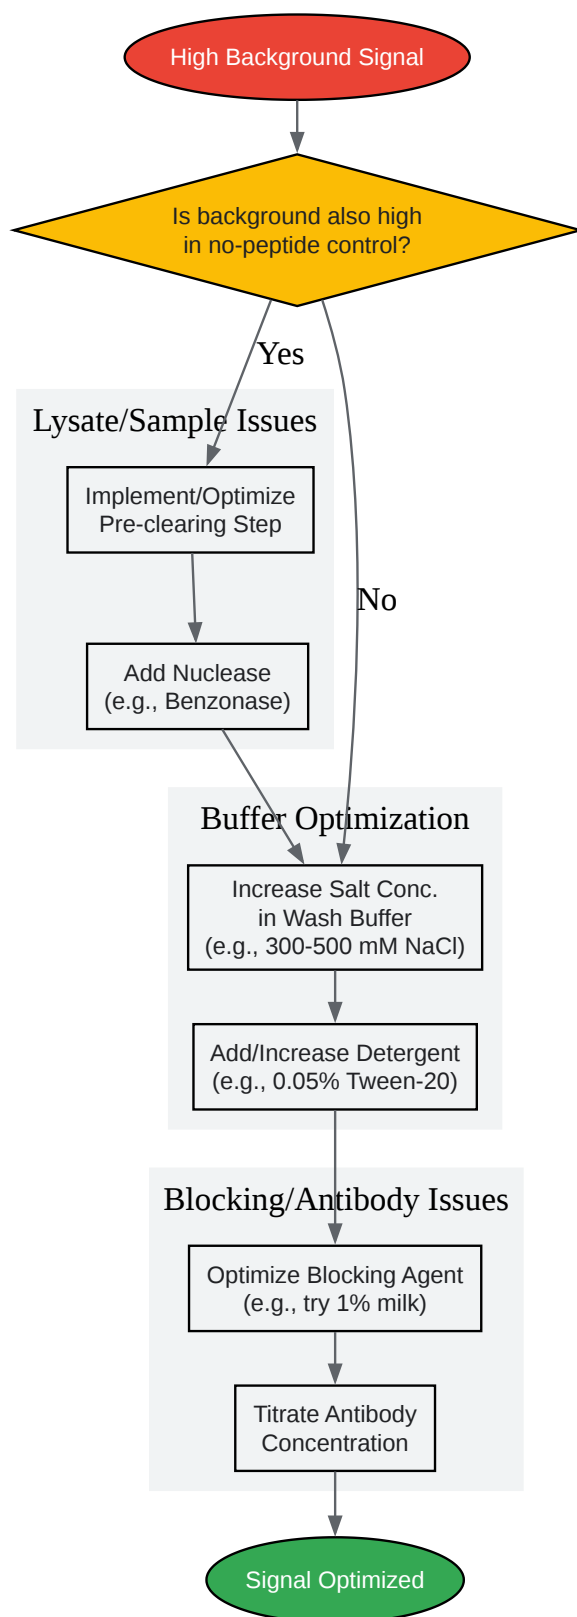 High Background Signal
Is background also high
in no-peptide control?
Yes
Lysate/Sample Issues
Implement/Optimize
Pre-clearing Step
No
Add Nuclease
(e.g., Benzonase)
Buffer Optimization
Increase Salt Conc.
in Wash Buffer
(e.g., 300-500 mM NaCl)
Add/Increase Detergent
(e.g., 0.05% Tween-20)
Blocking/Antibody Issues
Optimize Blocking Agent
(e.g., try 1% milk)
Titrate Antibody
Concentration
Signal Optimized